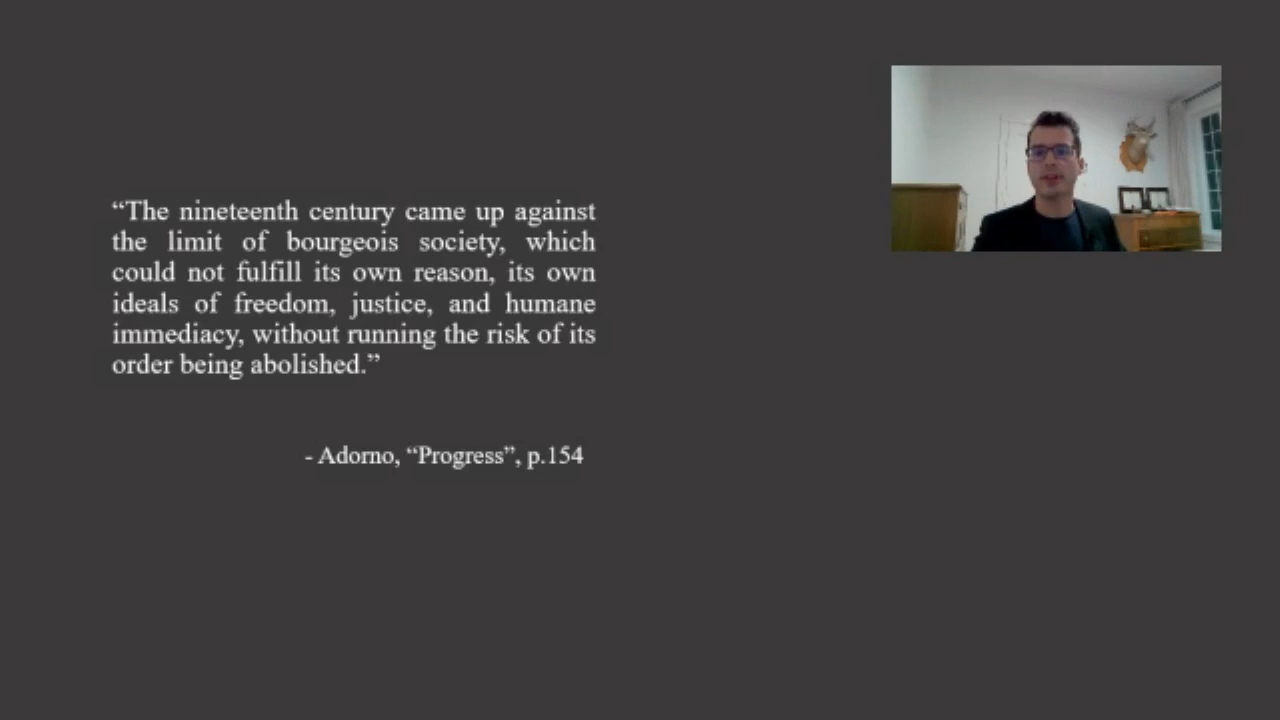 “The nineteenth century came up against
the limit of bourgeois society, which
could not fulfill its own reason, its own
ideals of freedom, justice, and humane
immediacy, without running the risk of its
order being abolished.”
- Adorno, “Progress”, p.154